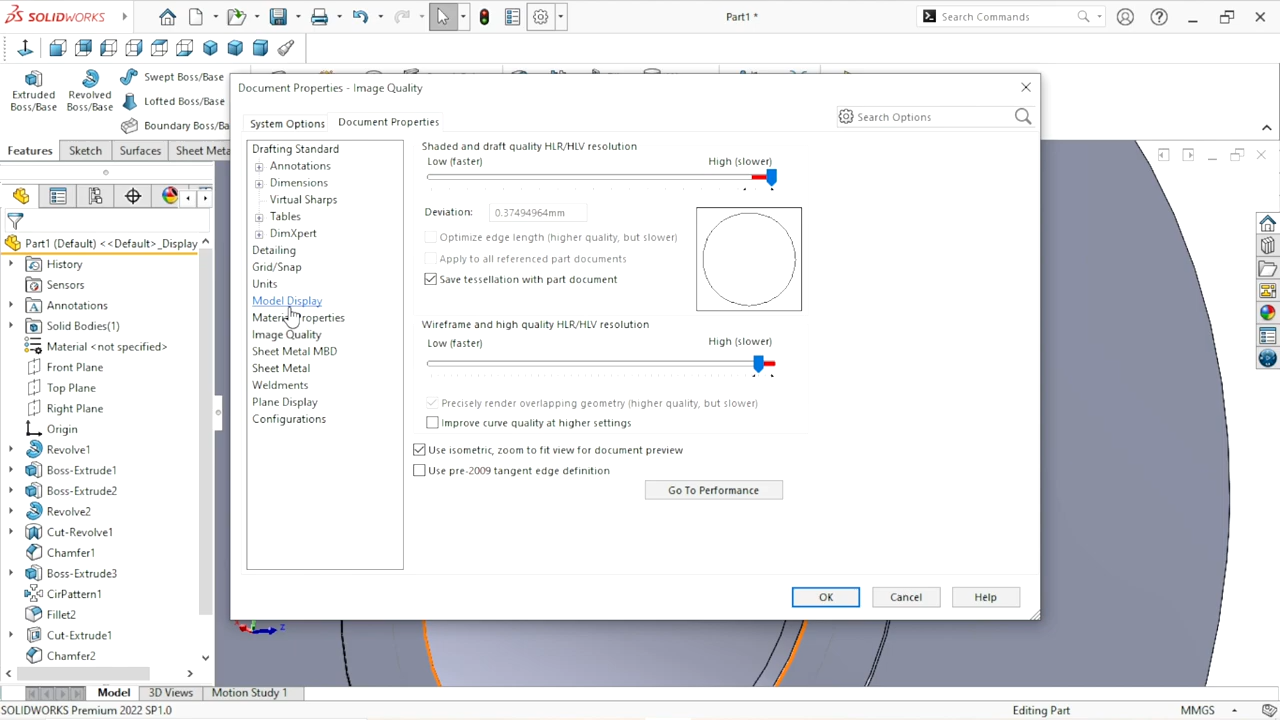 SOLIDWORKS
Part1 *
Search Commands
Extruded
Boss/Base
Revolved
Boss/Base
Swept Boss/Base
Lofted Boss/Bas
Boundary Boss/Ba
Features
Sketch
Surfaces
Sheet Meta
Part1 (Default) <<Default>_Display
History
Sensors
Annotations
Solid Bodies(1)
Material <not specified>
Front Plane
Top Plane
Right Plane
Origin
Revolve1
Boss-Extrude1
Boss-Extrude2
Revolve2
Cut-Revolve1
Chamfer1
Boss-Extrude3
CirPattern1
Fillet2
Cut-Extrude1
Chamfer2
Document Properties - Image Quality
System Options
Document Properties
Search Options
Drafting Standard
Annotations
Dimensions
Virtual Sharps
Tables
DimXpert
Detailing
Grid/Snap
Units
Model Display
Material Properties
Image Quality
Sheet Metal MBD
Sheet Metal
Weldments
Plane Display
Configurations
Shaded and draft quality HLR/HLV resolution
Low (faster)
High (slower)
Deviation:
0.37494964mm
Optimize edge length (higher quality, but slower)
Apply to all referenced part documents
Save tessellation with part document
Wireframe and high quality HLR/HLV resolution
Low (faster)
High (slower)
Precisely render overlapping geometry (higher quality, but slower)
Improve curve quality at higher settings
Use isometric, zoom to fit view for document preview
Use pre-2009 tangent edge definition
Go To Performance
OK
Cancel
Help
Z
Model
3D Views
Motion Study 1
SOLIDWORKS Premium 2022 SP1.0
Editing Part
MMGS